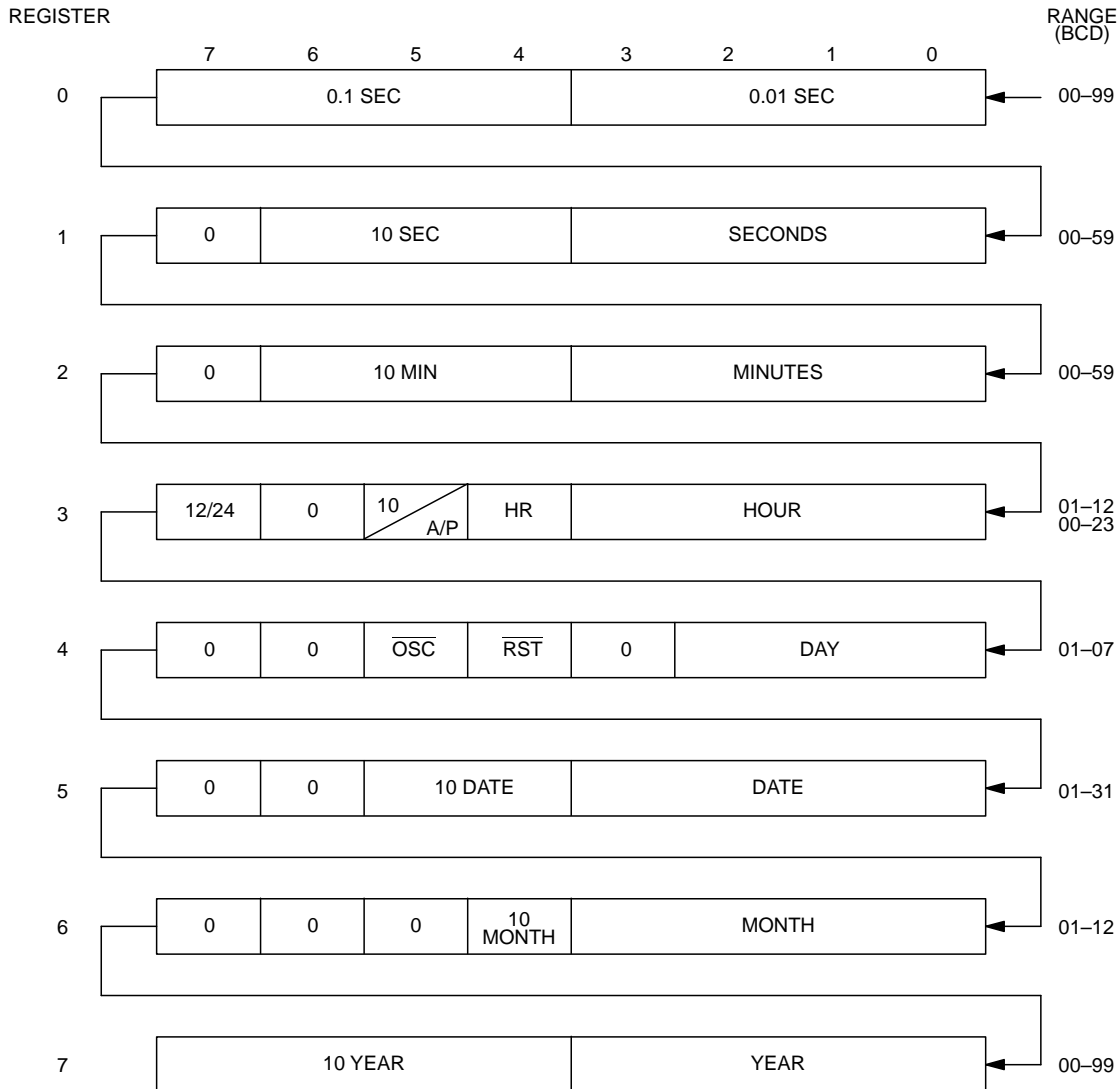 REGISTER
RANGE
(BCD)
7 6 5 4 3 2 1 0
0 0.1 SEC 0.01 SEC 00–99
1 0 10 SEC SECONDS 00–59
2 0 10 MIN MINUTES 00–59
3 12/24 0 10 A/P HR HOUR 01–12
00–23
4 0 0 O̅S̅C̅ R̅S̅T̅ 0 DAY 01–07
5 0 0 10 DATE DATE 01–31
6 0 0 0 10
MONTH MONTH 01–12
7 10 YEAR YEAR 00–99